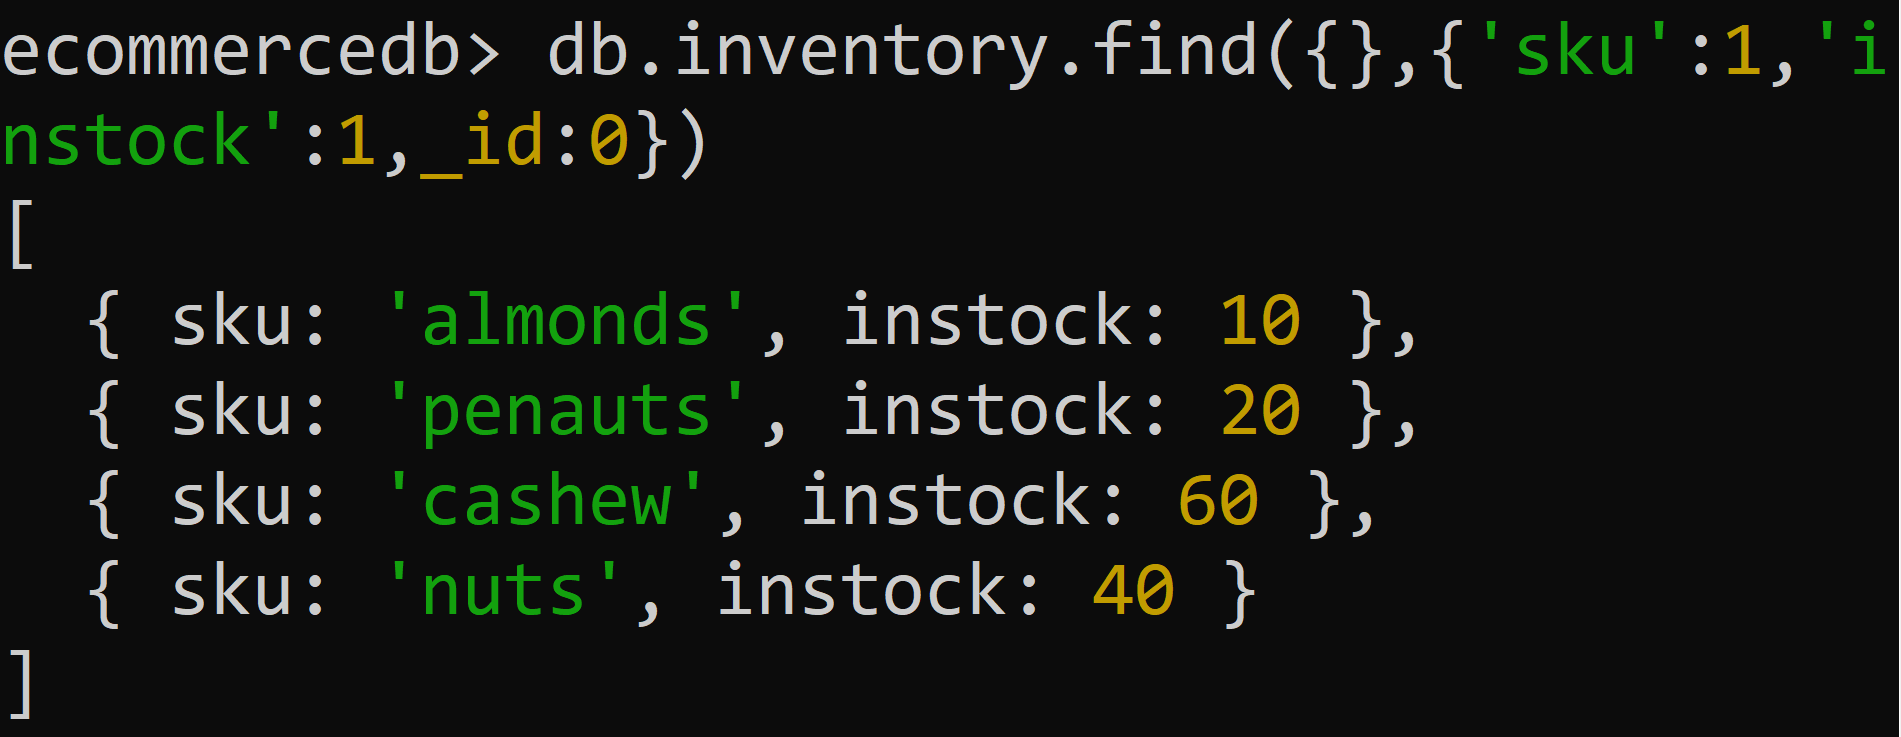 ecommercedb> db.inventory.find({},{'sku':1,'i
nstock':1,_id:0})
[
  { sku: 'almonds', instock: 10 },
  { sku: 'penauts', instock: 20 },
  { sku: 'cashew', instock: 60 },
  { sku: 'nuts', instock: 40 }
]